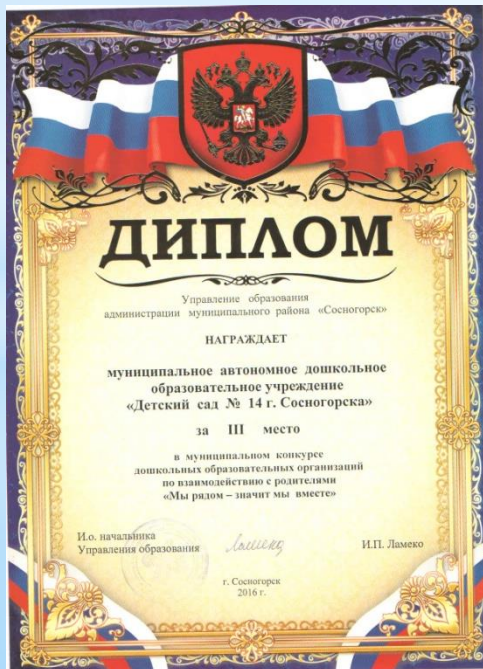 ДИПЛОМ
Управление образования
администрации муниципального района «Сосногорск»
НАГРАЖДАЕТ
муниципальное автономное дошкольное
образовательное учреждение
«Детский сад № 14 г. Сосногорска»
за III место
в муниципальном конкурсе
дошкольных образовательных организаций
по взаимодействию с родителями
«Мы рядом – значит мы вместе»
И.о. начальника
Управления образования И.П. Ламеко
г. Сосногорск
2016 г.